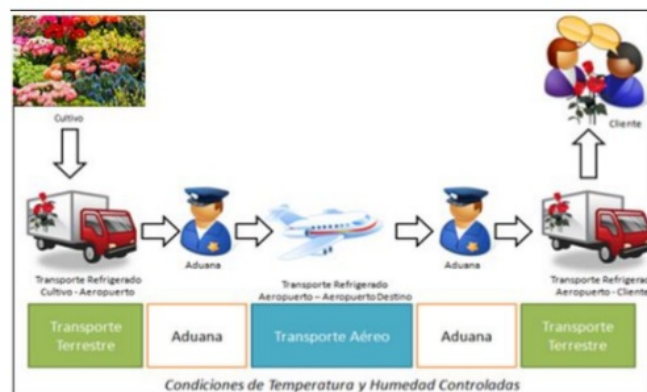 Cultivo
Cliente
Aduana
Aduana
Transporte Refrigerado
Cultivo - Aeropuerto
Transporte Refrigerado
Aeropuerto – Aeropuerto Destino
Transporte Refrigerad
Aeropuerto - Cliente
Transporte
Terrestre
Aduana
Transporte Aéreo
Aduana
Transporte
Terrestre
Condiciones de Temperatura y Humedad Controladas